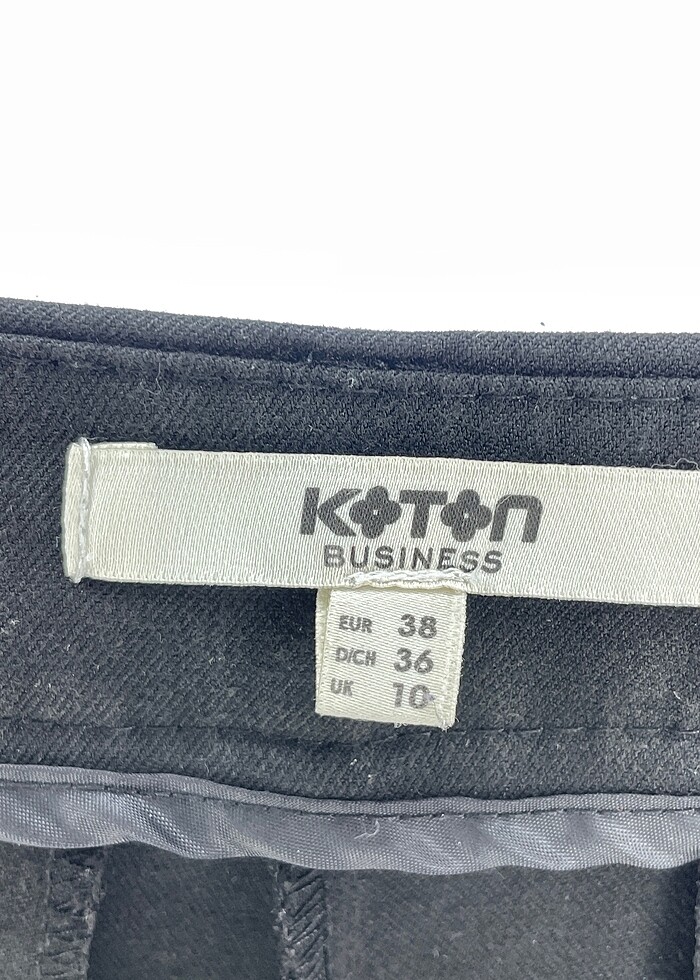 KOTON
BUSINESS
EUR 38
D/CH 36
UK 10